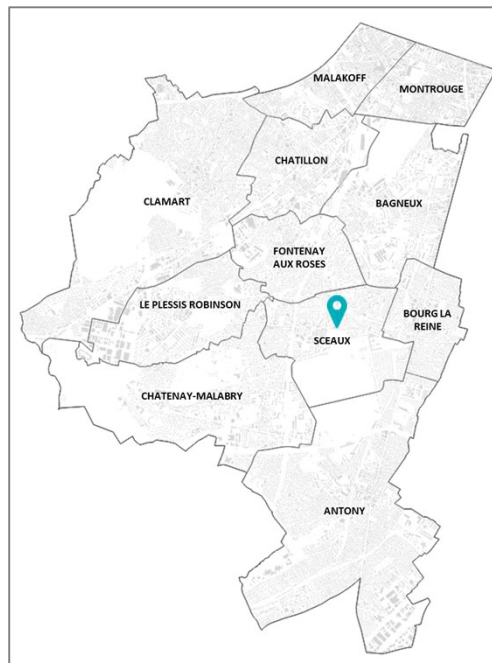 MALAKOFF
MONTROUGE
CHATILLON
CLAMART
BAGNEUX
FONTENAY
AUX ROSES
LE PLESSIS ROBINSON
BOURG LA
REINE
SCEAUX
CHATENAY-MALABRY
ANTONY